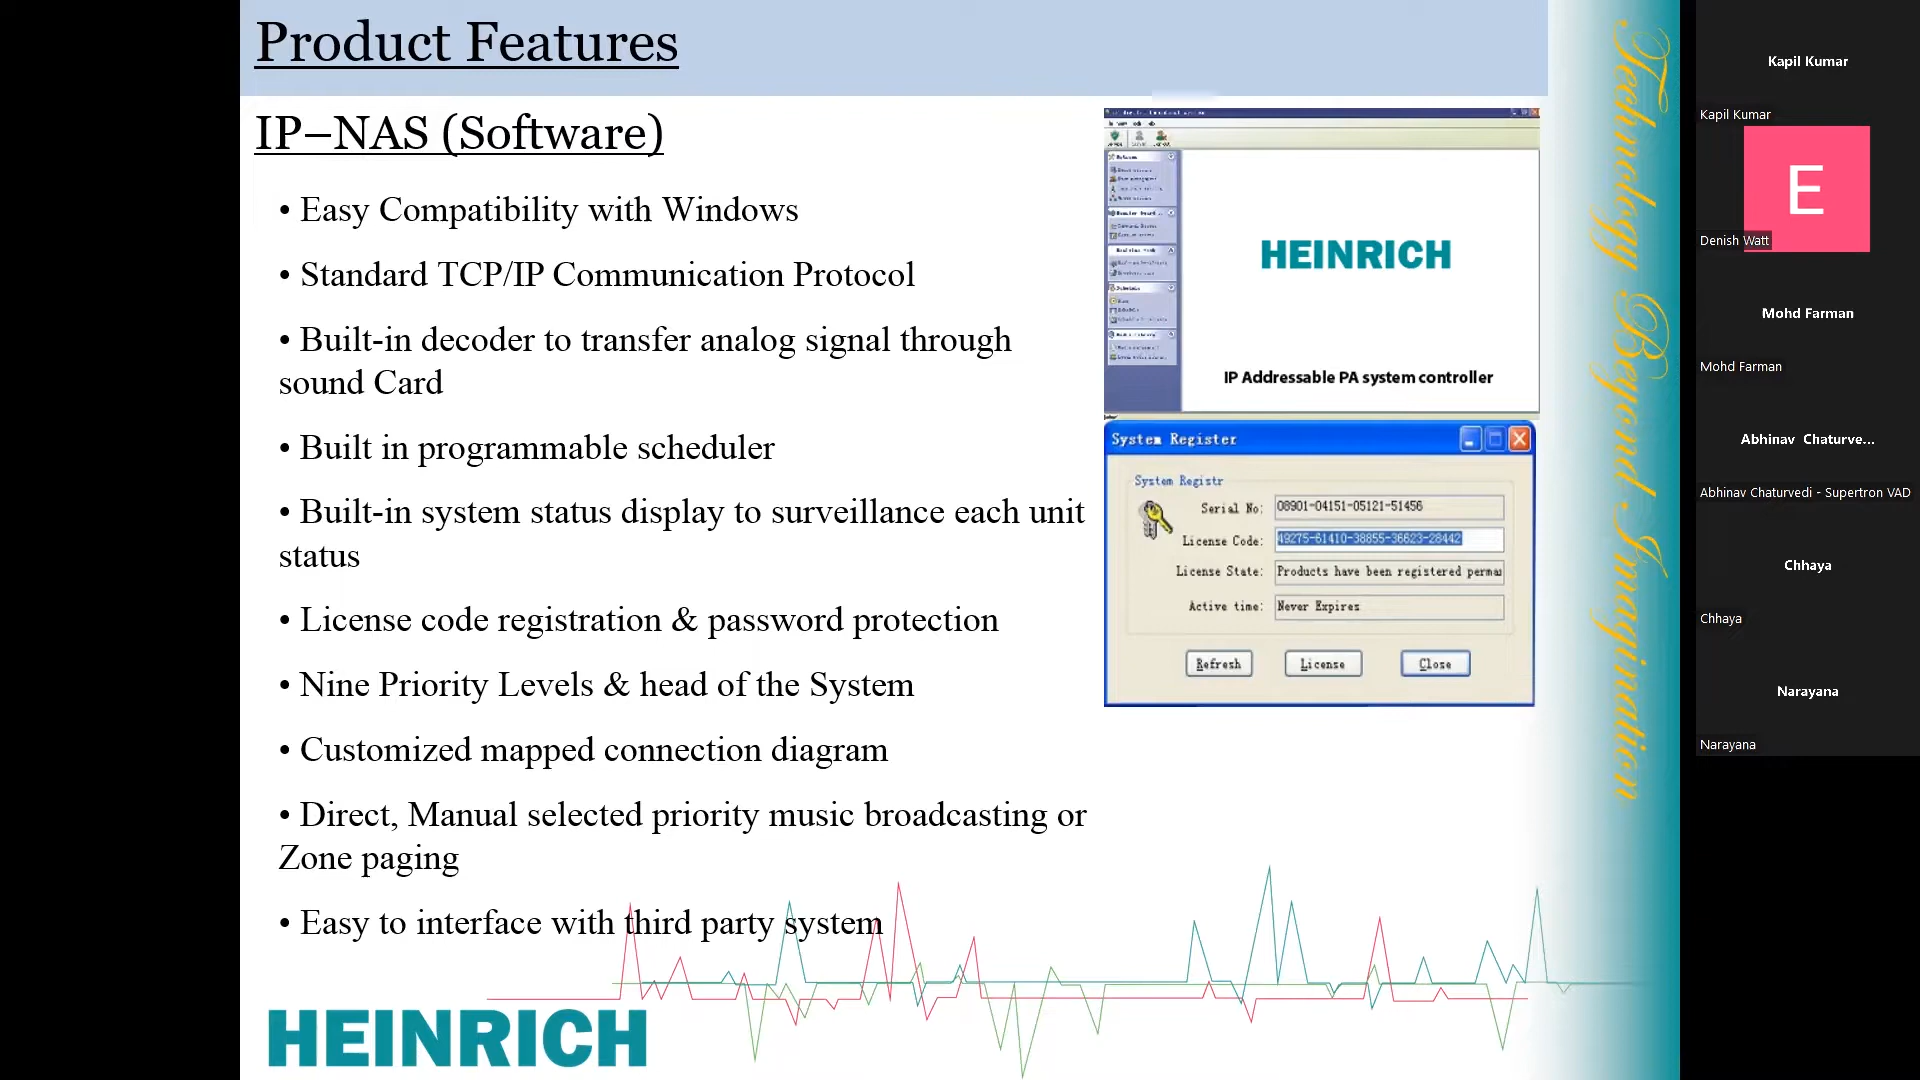 Product Features
IP–NAS (Software)
• Easy Compatibility with Windows
• Standard TCP/IP Communication Protocol
• Built-in decoder to transfer analog signal through
sound Card
• Built in programmable scheduler
• Built-in system status display to surveillance each unit
status
• License code registration & password protection
• Nine Priority Levels & head of the System
• Customized mapped connection diagram
• Direct, Manual selected priority music broadcasting or
Zone paging
• Easy to interface with third party system
HEINRICH
HEINRICH
IP Addressable PA system controller
System Register
System Registr
Serial No: 08901-04151-05121-51456
License Code: 49275-61410-38855-36623-28442
License State: Products have been registered perma
Active time: Never Expires
Refresh License Close
Technology Beyond Imagination
Kapil Kumar
Kapil Kumar
E
Denish Watt
Mohd Farman
Mohd Farman
Abhinav Chaturve...
Abhinav Chaturvedi - Supertron VAD
Chhaya
Chhaya
Narayana
Narayana